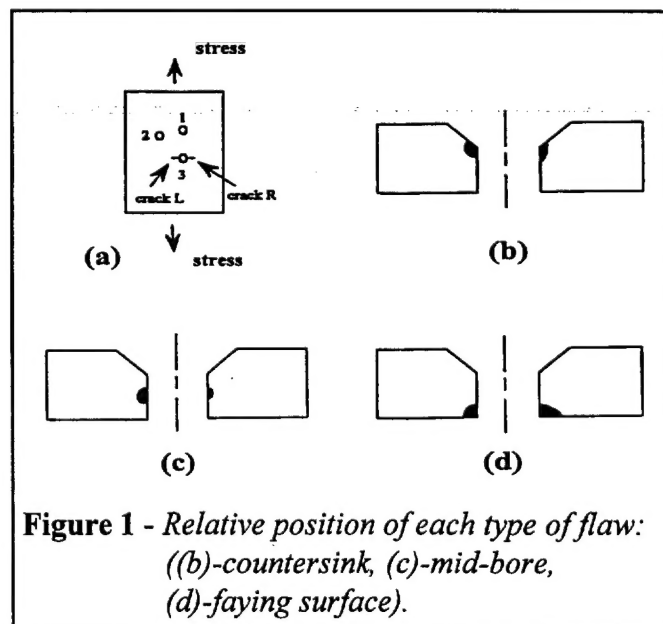 stress
1
2
3
crack L
crack R
(a)
stress
(b)
(c)
(d)
Figure 1 - Relative position of each type of flaw:
((b)-countersink, (c)-mid-bore,
(d)-faying surface).